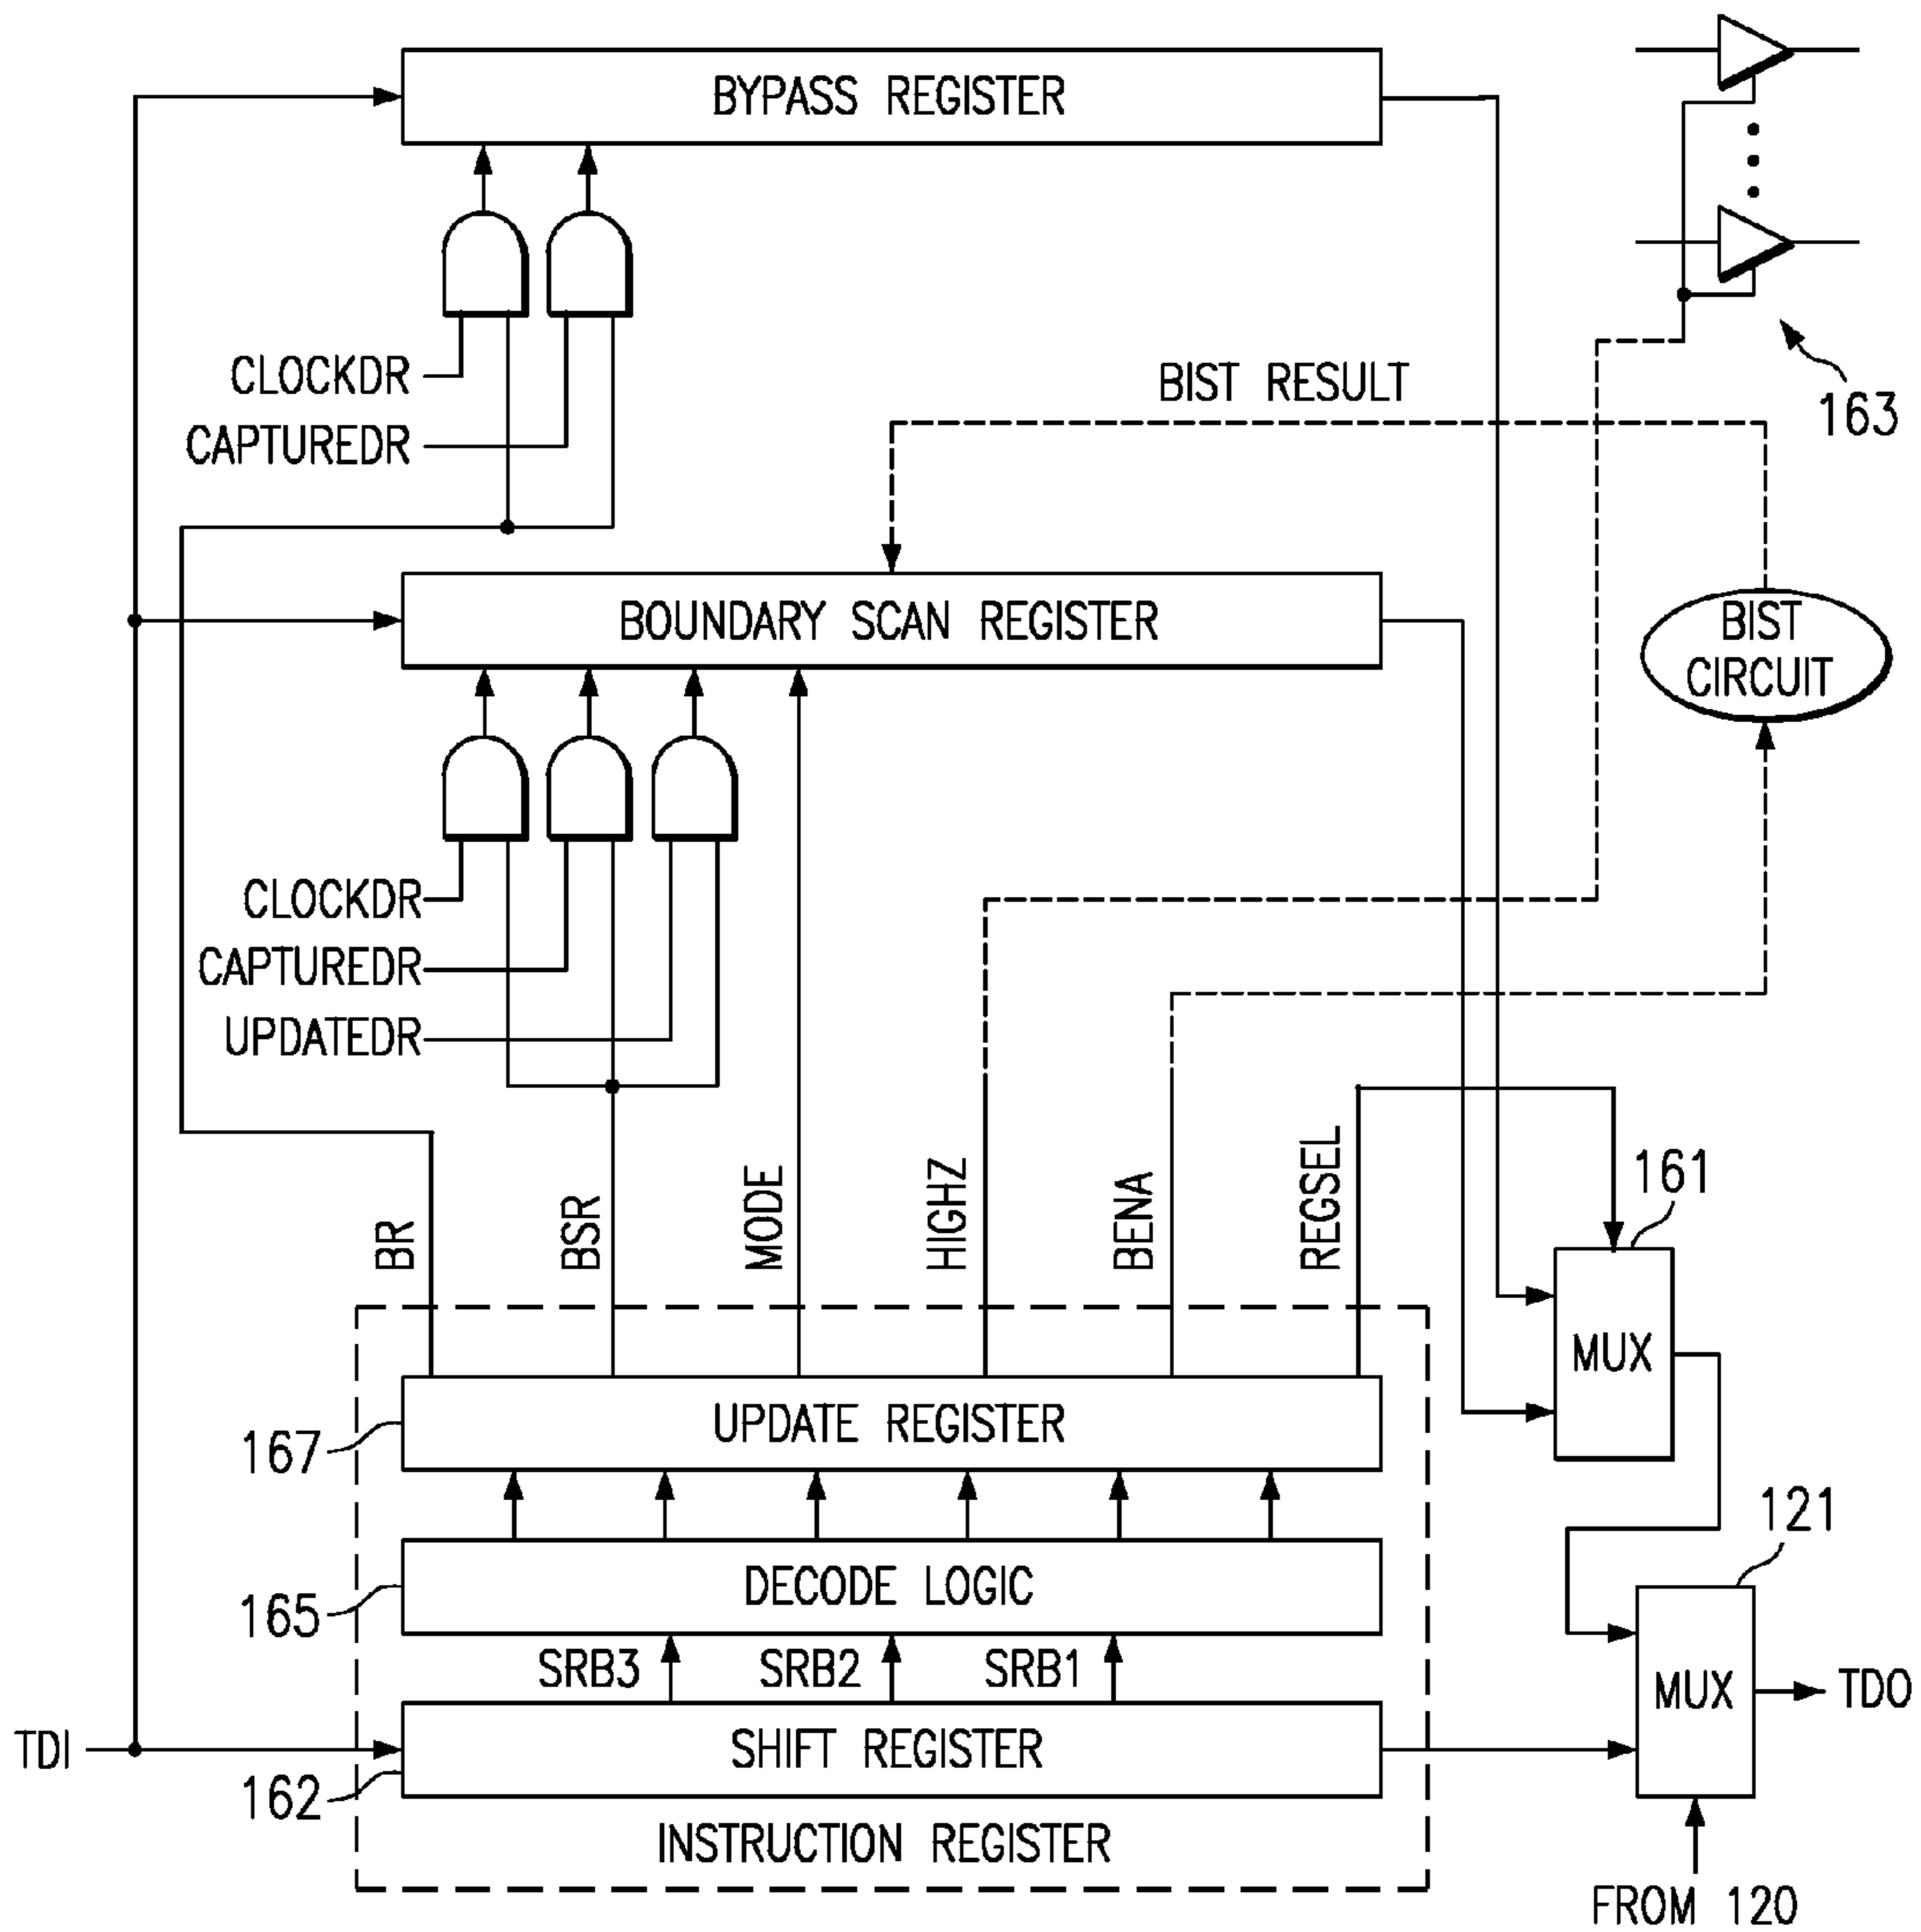 BYPASS REGISTER
CLOCKDR
CAPTUREDR
BIST RESULT
163
BOUNDARY SCAN REGISTER
BIST
CIRCUIT
CLOCKDR
CAPTUREDR
UPDATEDR
BR
BSR
MODE
HIGHZ
BENA
REGSEL
161
MUX
UPDATE REGISTER
167
121
DECODE LOGIC
165
SRB3
SRB2
SRB1
MUX
TDO
TDI
SHIFT REGISTER
162
INSTRUCTION REGISTER
FROM 120